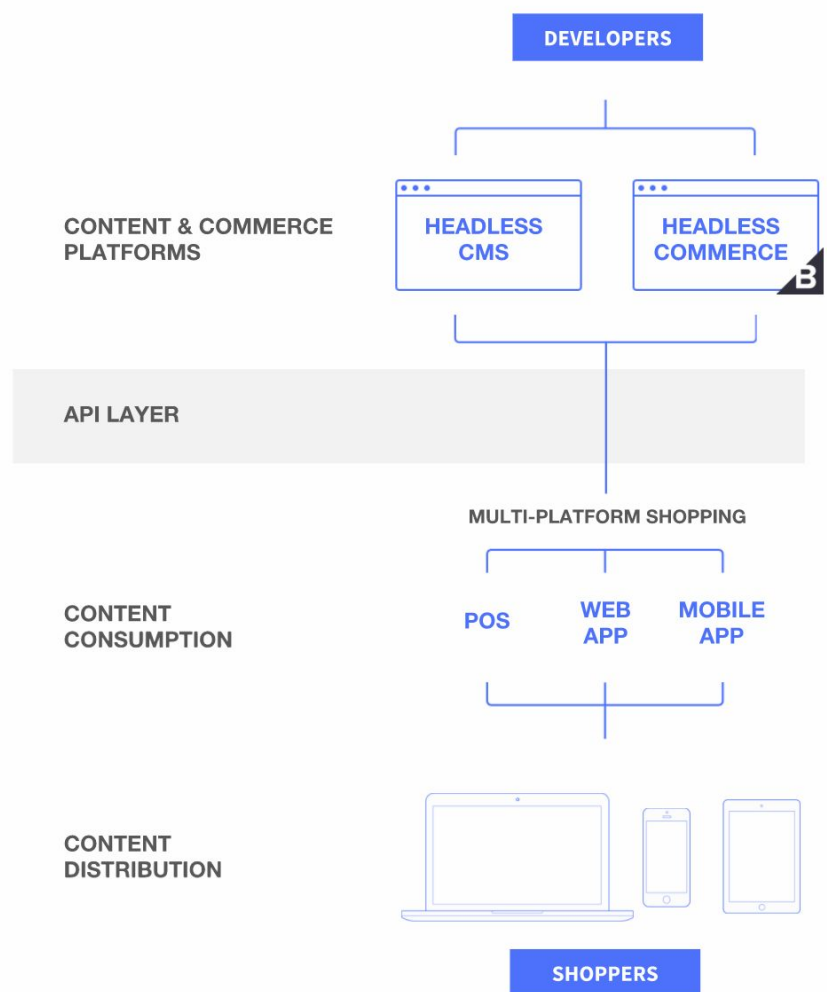 DEVELOPERS
CONTENT & COMMERCE
PLATFORMS
HEADLESS
CMS
HEADLESS
COMMERCE
B
API LAYER
MULTI-PLATFORM SHOPPING
CONTENT
CONSUMPTION
POS
WEB
APP
MOBILE
APP
CONTENT
DISTRIBUTION
SHOPPERS